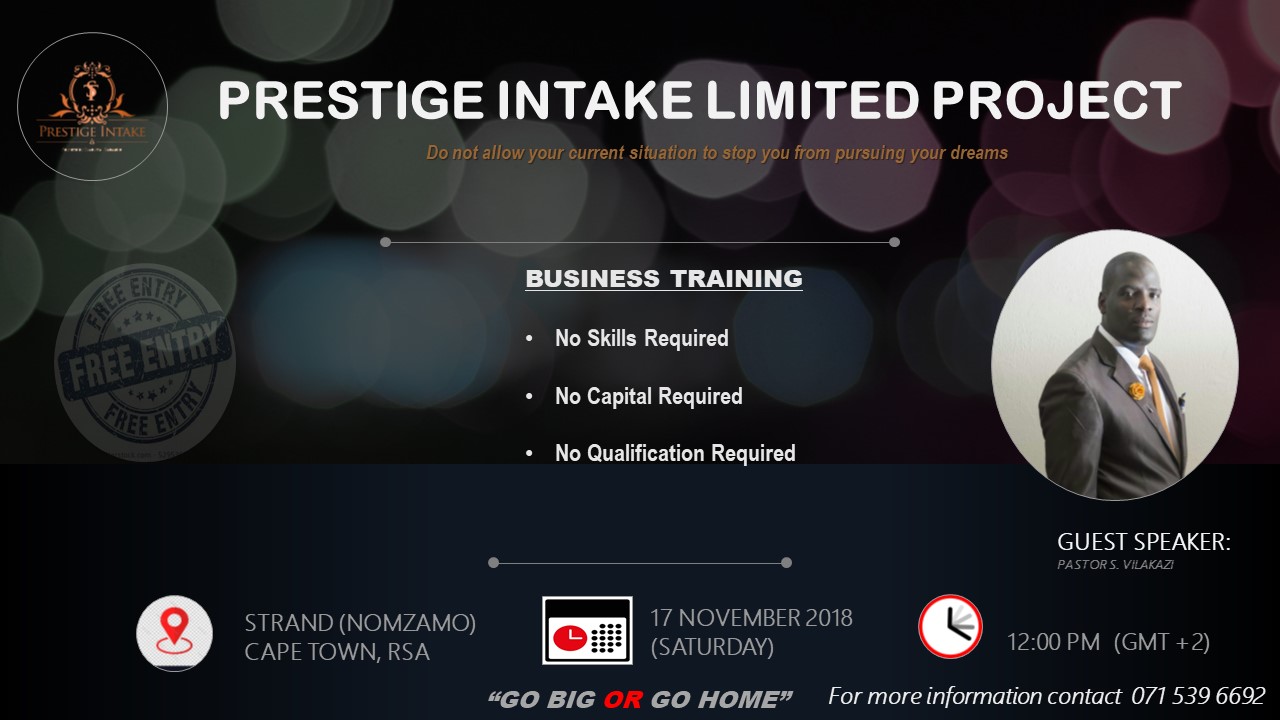 PRESTIGE INTAKE LIMITED PROJECT
PRESTIGE INTAKE
Do not allow your current situation to stop you from pursuing your dreams
BUSINESS TRAINING
• No Skills Required
• No Capital Required
• No Qualification Required
FREE ENTRY
FREE ENTRY
FREE ENTRY
GUEST SPEAKER:
PASTOR S. VILAKAZI
STRAND (NOMZAMO)
CAPE TOWN, RSA
17 NOVEMBER 2018
(SATURDAY)
12:00 PM (GMT +2)
“GO BIG OR GO HOME”
For more information contact 071 539 6692